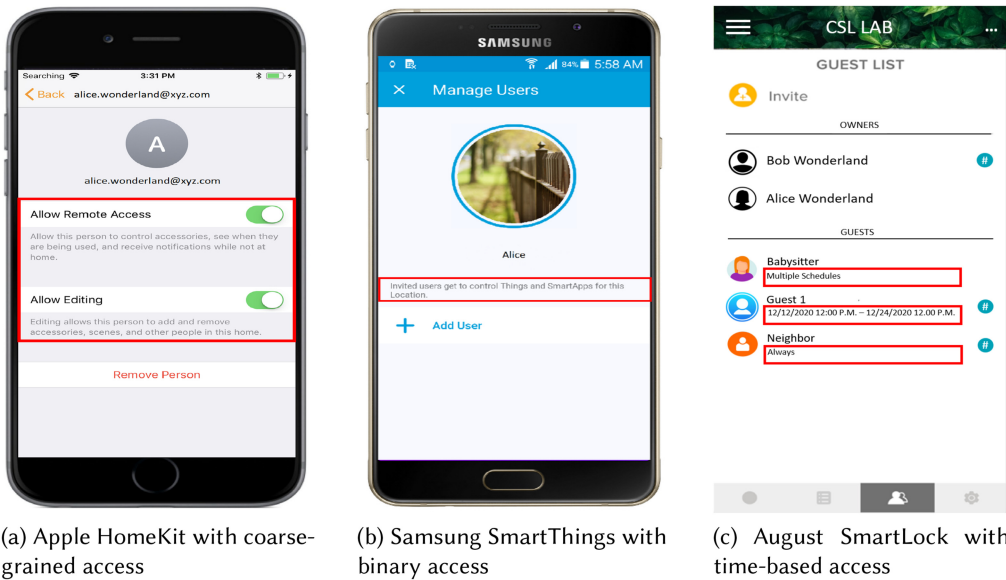 Searching 3:31 PM
Back alice.wonderland@xyz.com
A
alice.wonderland@xyz.com
Allow Remote Access
Allow this person to control accessories, see when they
are being used, and receive notifications while not at
home.
Allow Editing
Editing allows this person to add and remove
accessories, scenes, and other people in this home.
Remove Person
(a) Apple HomeKit with coarse-
grained access
SAMSUNG
84% 5:58 AM
× Manage Users
Alice
Invited users get to control Things and SmartApps for this
Location.
+ Add User
(b) Samsung SmartThings with
binary access
CSL LAB ...
GUEST LIST
Invite
OWNERS
Bob Wonderland #
Alice Wonderland
GUESTS
Babysitter
Multiple Schedules
Guest 1
12/12/2020 12:00 P.M. – 12/24/2020 12.00 P.M. #
Neighbor #
Always
(c) August SmartLock with
time-based access